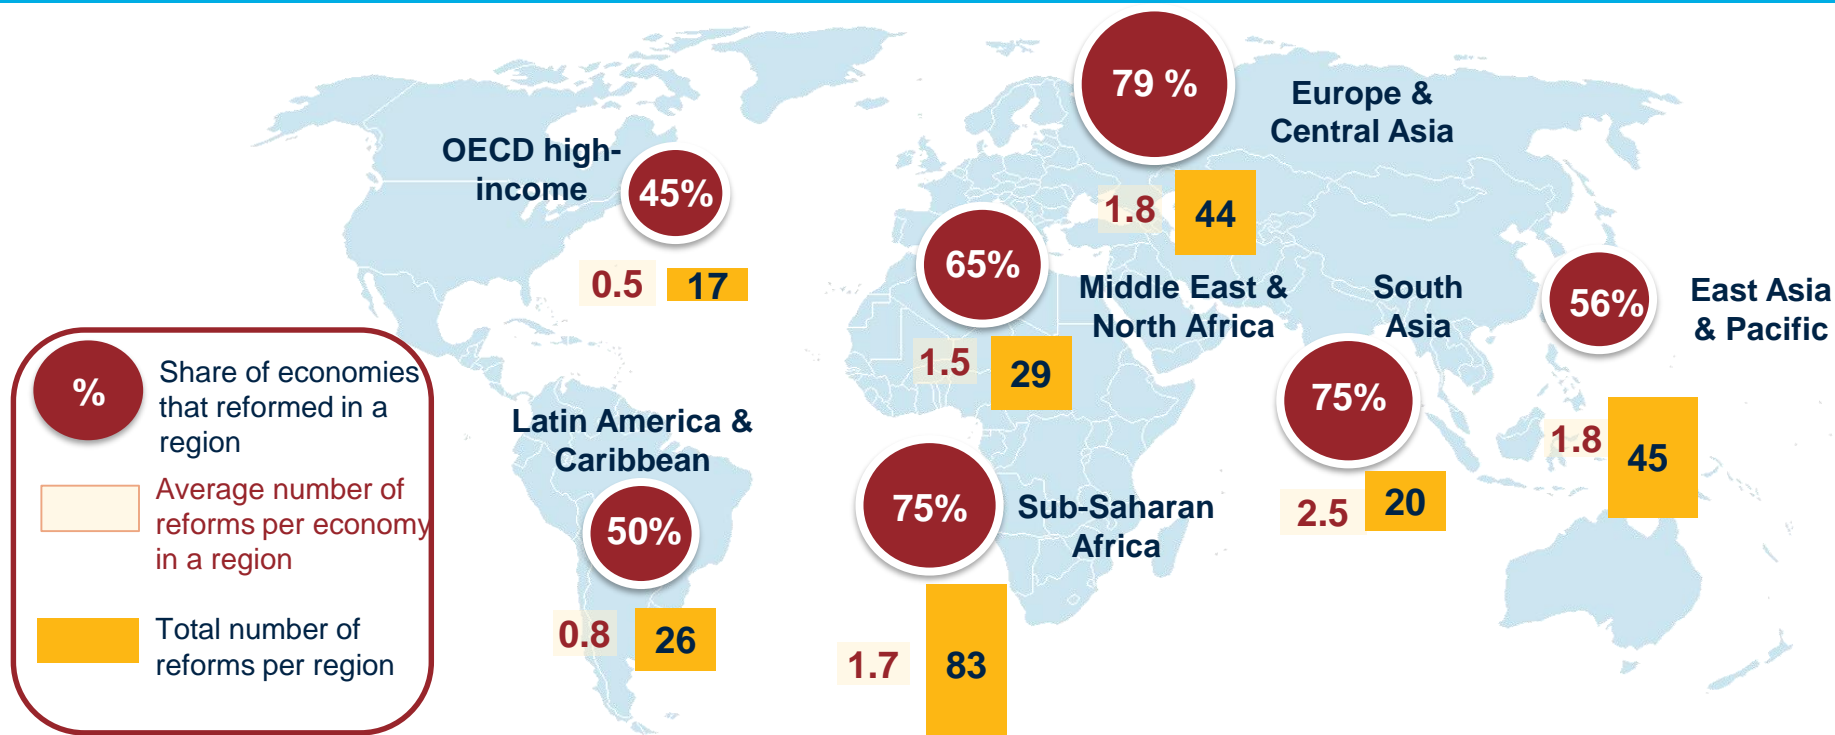 79 %
Europe &
Central Asia
1.8
44
OECD high-
income
45%
0.5
17
65%
Middle East &
North Africa
1.5
29
South
Asia
75%
2.5
20
56%
East Asia
& Pacific
1.8
45
Latin America &
Caribbean
50%
0.8
26
75%
Sub-Saharan
Africa
1.7
83
%
Share of economies
that reformed in a
region
Average number of
reforms per economy
in a region
Total number of
reforms per region